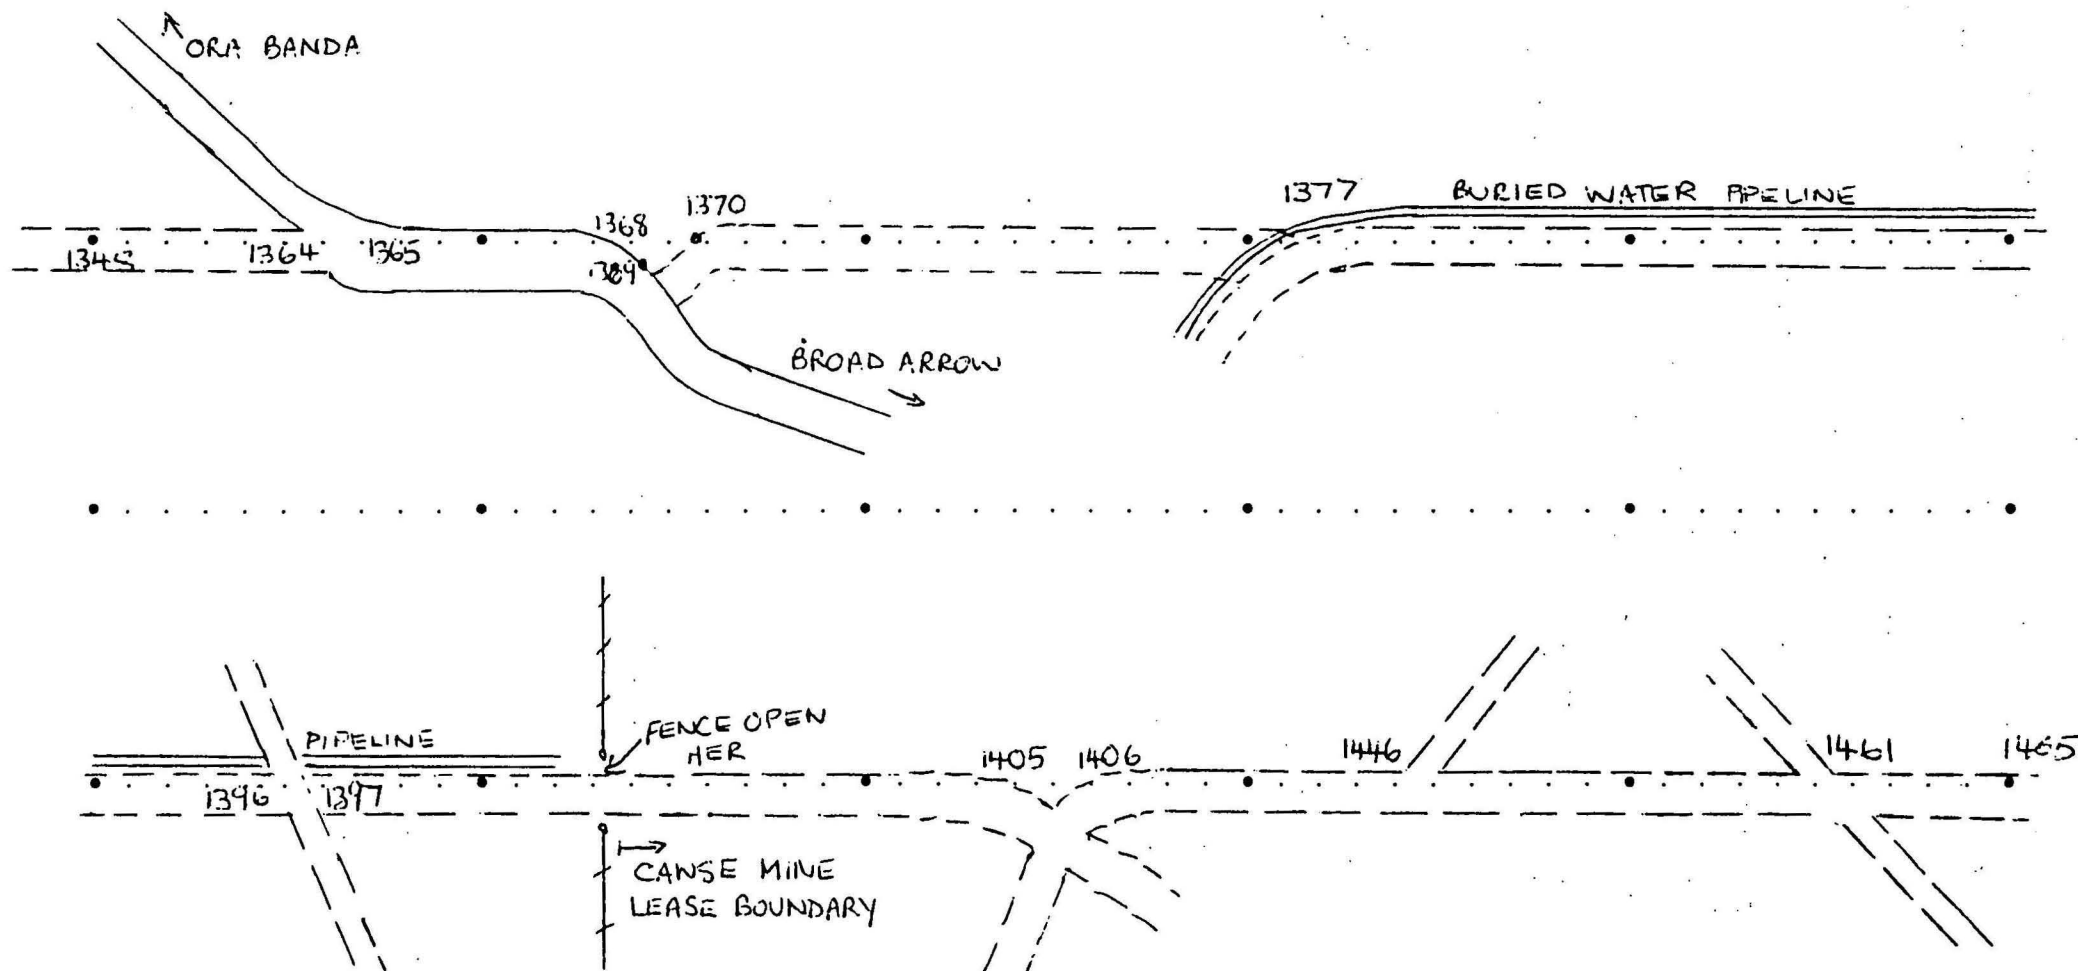 ORA BANDA
1368
1370
1377
BURIED WATER PIPELINE
1364
1365
1369
BROAD ARROW
PIPELINE
FENCE OPEN
HER
1405
1406
1446
1461
1465
1396
1397
CANSE MINE
LEASE BOUNDARY